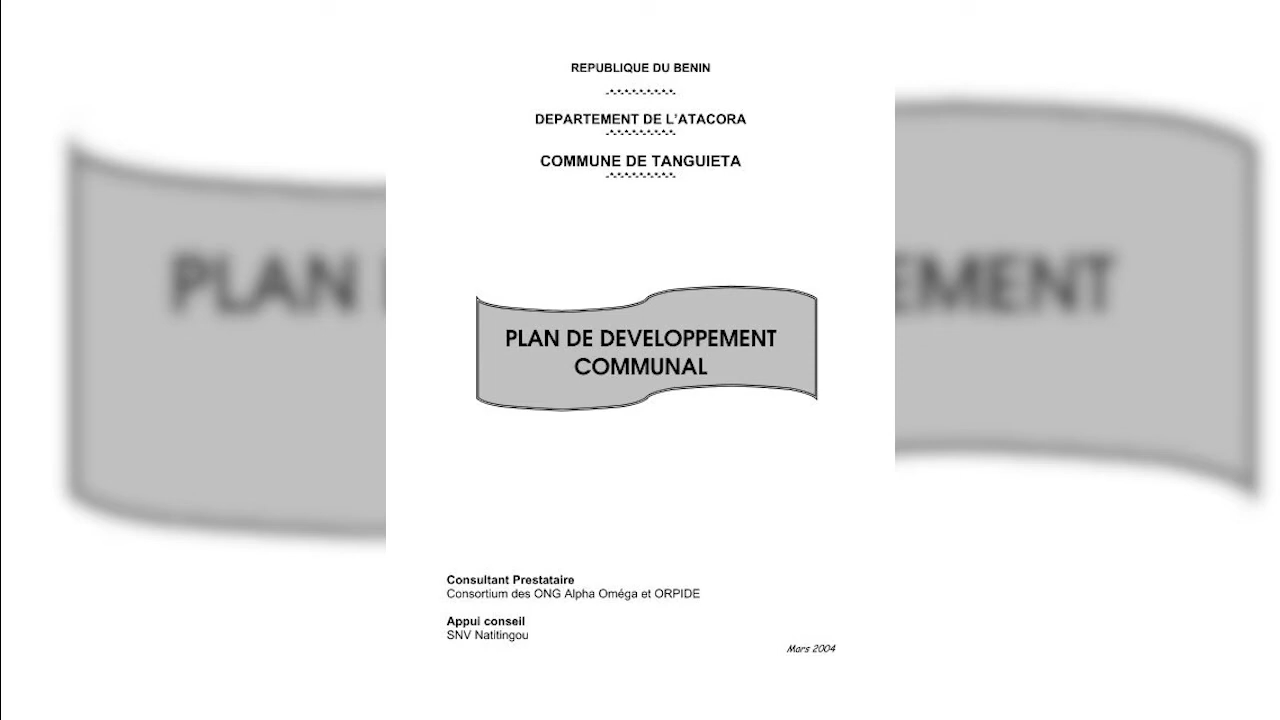 REPUBLIQUE DU BENIN
-*-*-*-*-*-*-*-*-*-
DEPARTEMENT DE L'ATACORA
-*-*-*-*-*-*-*-*-*-
COMMUNE DE TANGUIETA
-*-*-*-*-*-*-*-*-*-
PLAN DE DEVELOPPEMENT
COMMUNAL
Consultant Prestataire
Consortium des ONG Alpha Oméga et ORPIDE
Appui conseil
SNV Natitingou
Mars 2004